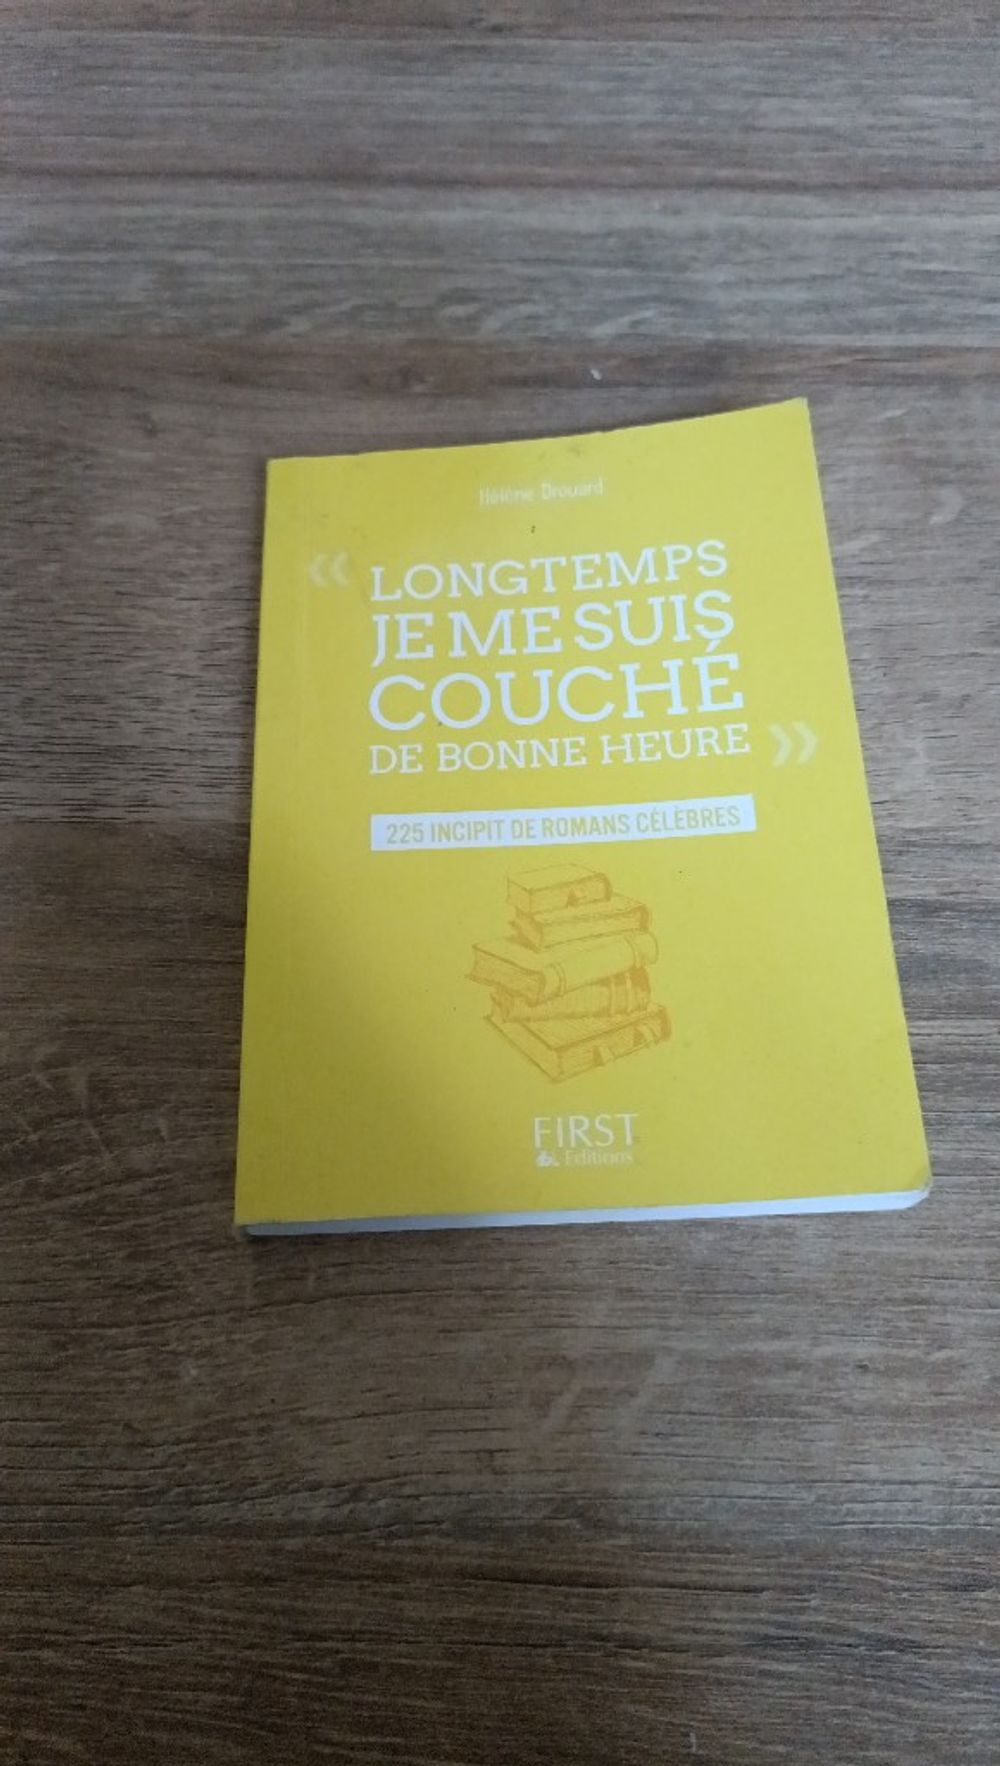 Hélène Drouard
« LONGTEMPS
JE ME SUIS
COUCHÉ
DE BONNE HEURE »
225 INCIPIT DE ROMANS CÉLÈBRES
FIRST
Editions